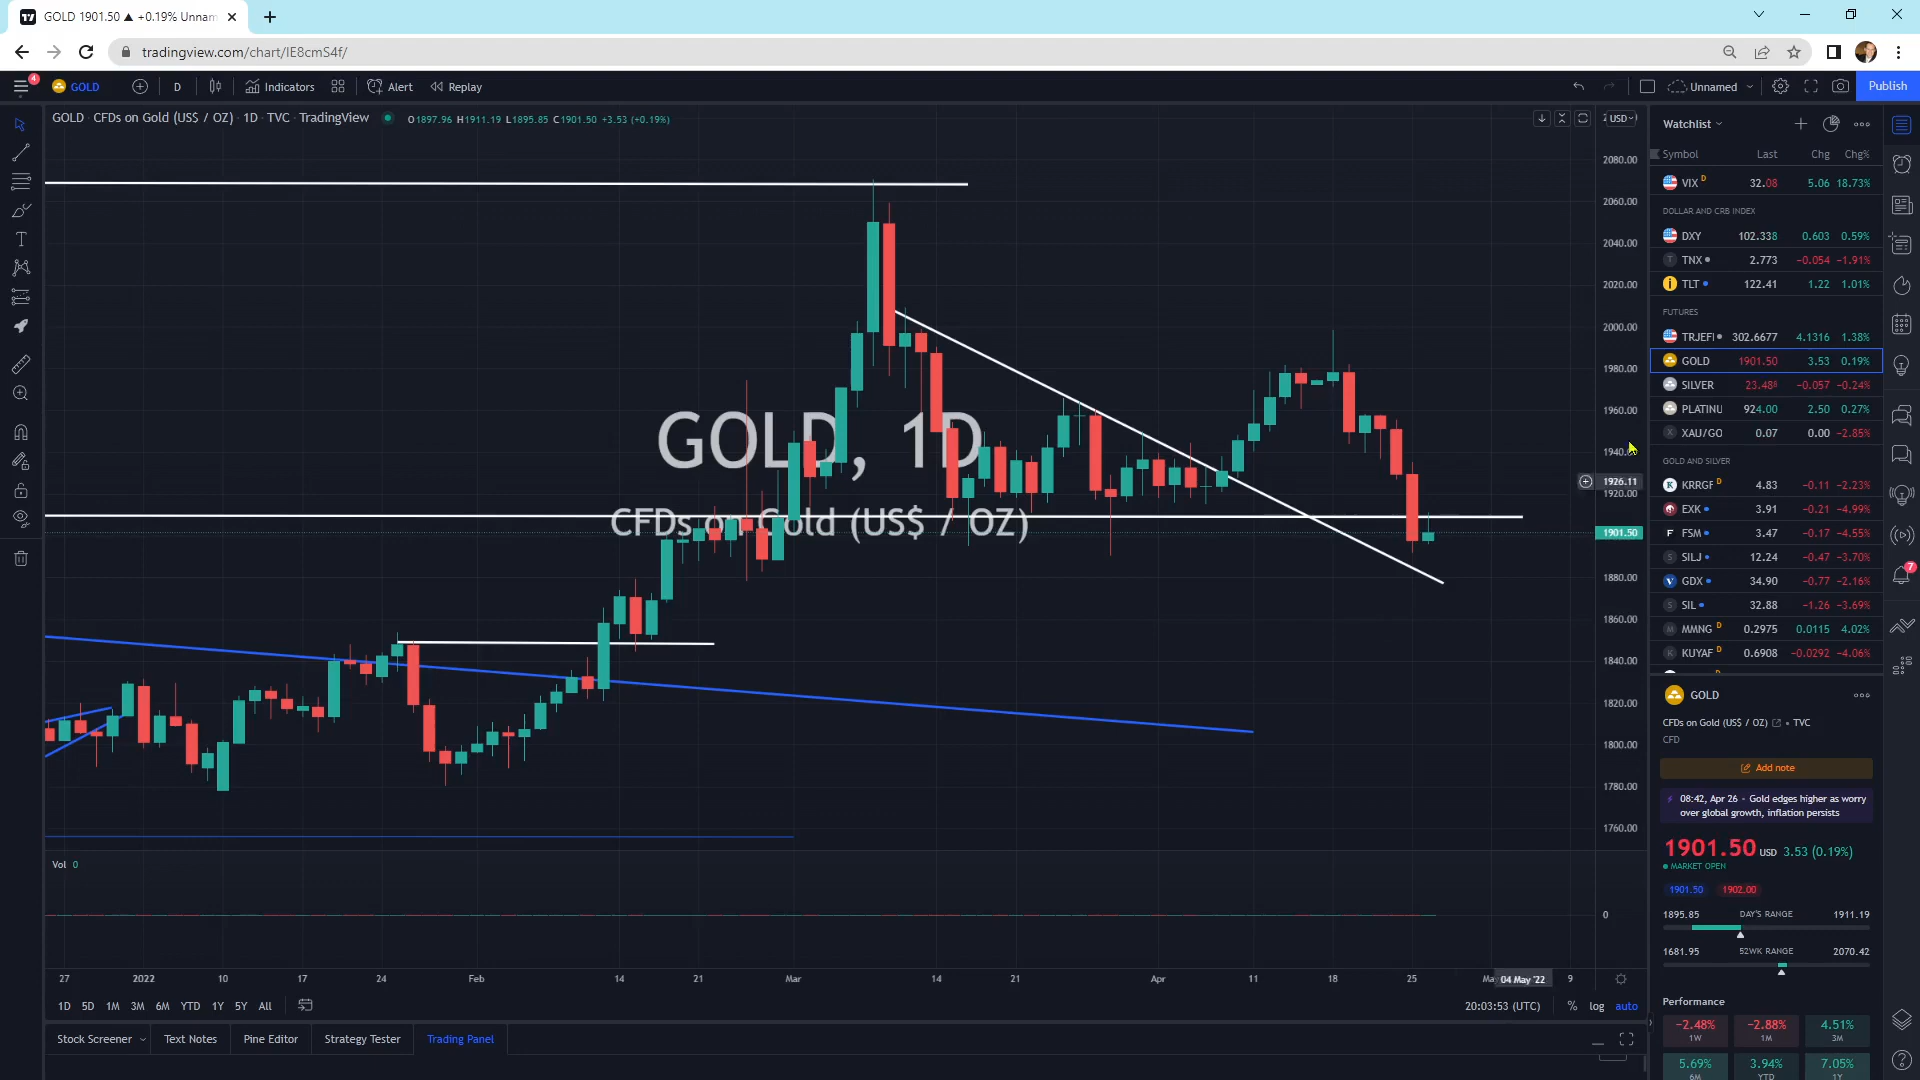 GOLD 1901.50 ▲ +0.19% Unnam
tradingview.com/chart/IE8cmS4f/
4 GOLD D Indicators Alert Replay Unnamed Publish
GOLD · CFDs on Gold (US$ / OZ) · 1D · TVC · TradingView O1897.96 H1911.19 L1895.85 C1901.50 +3.53 (+0.19%)
USD
2080.00
2060.00
2040.00
2020.00
2000.00
1980.00
1960.00
1926.11
1920.00
1901.50
1880.00
1860.00
1840.00
1820.00
1800.00
1780.00
1760.00
GOLD, 1D
CFDs on Gold (US$ / OZ)
Vol 0
0
27 2022 10 17 24 Feb 14 21 Mar 14 21 Apr 11 18 25 04 May '22 9
1D 5D 1M 3M 6M YTD 1Y 5Y All 20:03:53 (UTC) % log auto
Stock Screener Text Notes Pine Editor Strategy Tester Trading Panel
Watchlist
Symbol Last Chg Chg%
VIX D 32.08 5.06 18.73%
DOLLAR AND CRB INDEX
DXY 102.338 0.603 0.59%
TNX 2.773 −0.054 −1.91%
TLT 122.41 1.22 1.01%
FUTURES
TRJEFI 302.6677 4.1316 1.38%
GOLD 1901.50 3.53 0.19%
SILVER 23.488 −0.057 −0.24%
PLATINU 924.00 2.50 0.27%
XAU/GO 0.07 0.00 −2.85%
GOLD AND SILVER
KRRGF D 4.83 −0.11 −2.23%
EXK 3.91 −0.21 −4.99%
FSM 3.47 −0.17 −4.55%
SILJ 12.24 −0.47 −3.70%
GDX 34.90 −0.77 −2.16%
SIL 32.88 −1.26 −3.69%
MMNG D 0.2975 0.0115 4.02%
KUYAF D 0.6908 −0.0292 −4.06%
7
GOLD
CFDs on Gold (US$ / OZ) • TVC
CFD
Add note
08:42, Apr 26 - Gold edges higher as worry
over global growth, inflation persists
1901.50 USD 3.53 (0.19%)
MARKET OPEN
1901.50 1902.00
1895.85 DAY'S RANGE 1911.19
1681.95 52WK RANGE 2070.42
Performance
−2.48% −2.88% 4.51%
1W 1M 3M
5.69% 3.94% 7.05%
6M YTD 1Y